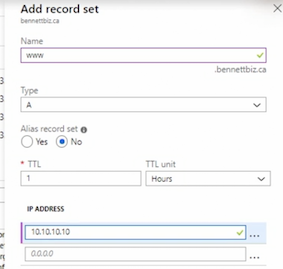 Add record set
bennettbiz.ca
Name
www
.bennettbiz.ca
Type
A
Alias record set
Yes No
* TTL TTL unit
1 Hours
IP ADDRESS
10.10.10.10 ...
0.0.0.0 ...